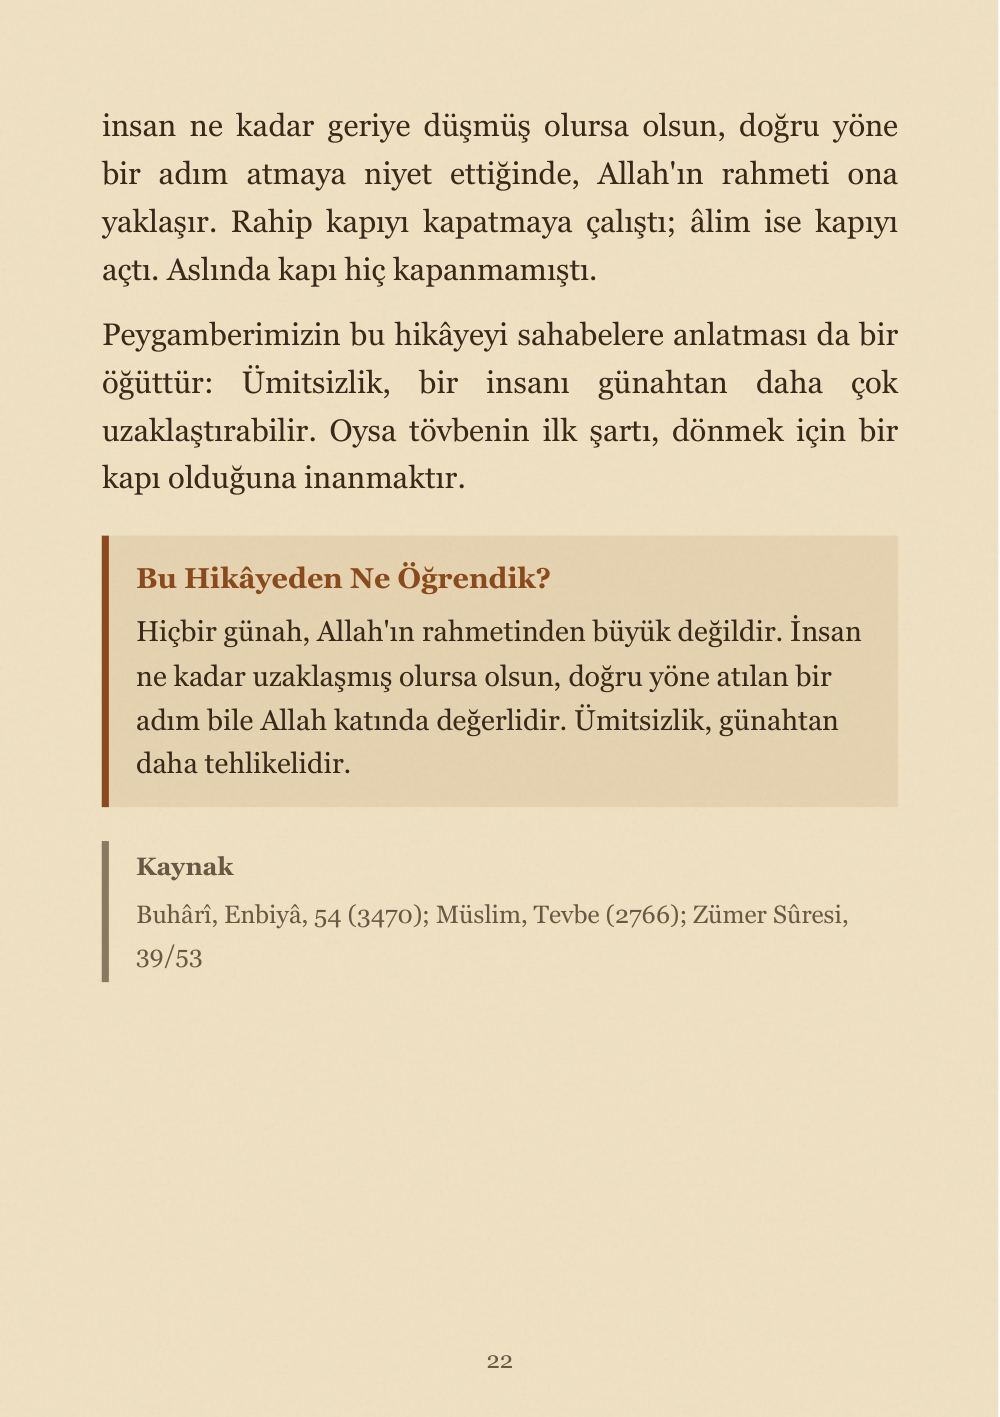 insan ne kadar geriye düşmüş olursa olsun, doğru yöne
bir adım atmaya niyet ettiğinde, Allah'ın rahmeti ona
yaklaşır. Rahip kapıyı kapatmaya çalıştı; âlim ise kapıyı
açtı. Aslında kapı hiç kapanmamıştı.
Peygamberimizin bu hikâyeyi sahabelere anlatması da bir
öğüttür: Ümitsizlik, bir insanı günahtan daha çok
uzaklaştırabilir. Oysa tövbenin ilk şartı, dönmek için bir
kapı olduğuna inanmaktır.
Bu Hikâyeden Ne Öğrendik?
Hiçbir günah, Allah'ın rahmetinden büyük değildir. İnsan
ne kadar uzaklaşmış olursa olsun, doğru yöne atılan bir
adım bile Allah katında değerlidir. Ümitsizlik, günahtan
daha tehlikelidir.
Kaynak
Buhârî, Enbiyâ, 54 (3470); Müslim, Tevbe (2766); Zümer Sûresi,
39/53
22